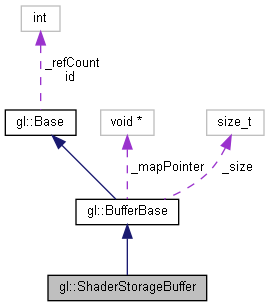 int
_refCount
id
gl::Base
void *
size_t
_mapPointer
_size
gl::BufferBase
gl::ShaderStorageBuffer